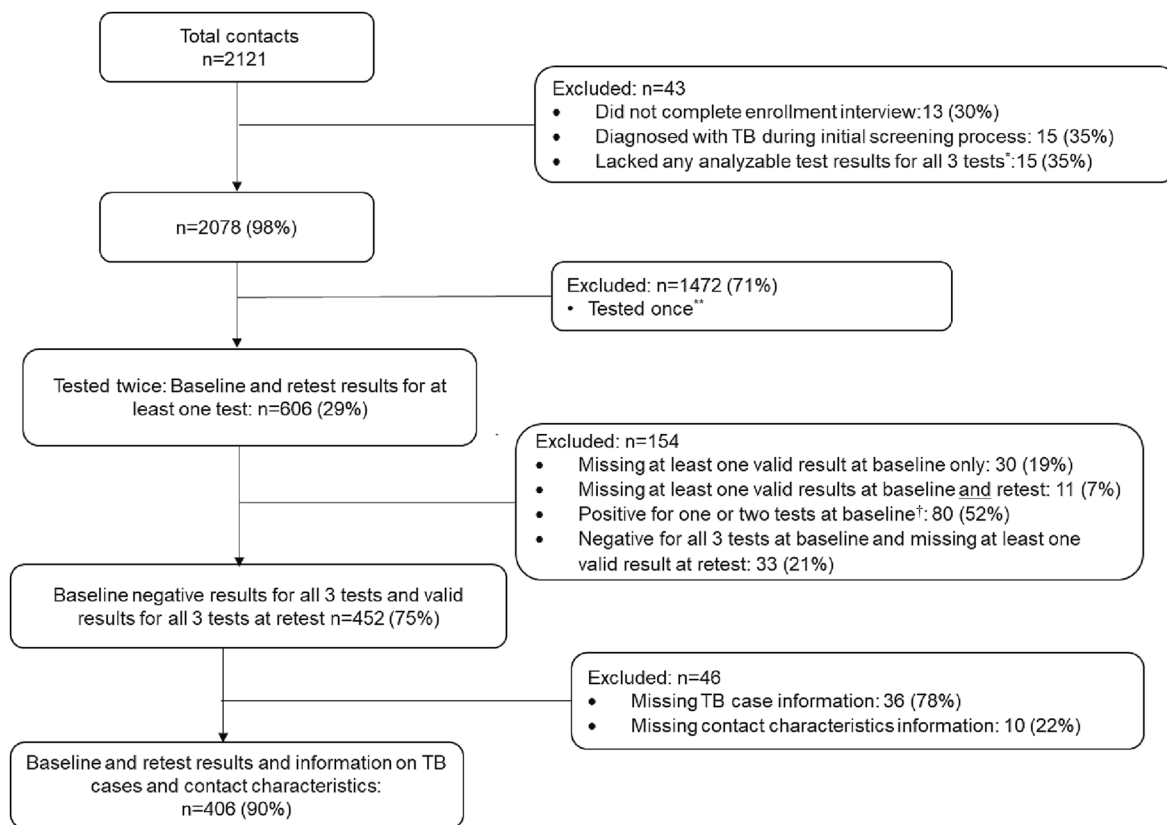 Total contacts
n=2121
Excluded: n=43
• Did not complete enrollment interview:13 (30%)
• Diagnosed with TB during initial screening process: 15 (35%)
• Lacked any analyzable test results for all 3 tests*:15 (35%)
n=2078 (98%)
Excluded: n=1472 (71%)
• Tested once**
Tested twice: Baseline and retest results for at
least one test: n=606 (29%)
Excluded: n=154
• Missing at least one valid result at baseline only: 30 (19%)
• Missing at least one valid results at baseline and retest: 11 (7%)
• Positive for one or two tests at baseline†: 80 (52%)
• Negative for all 3 tests at baseline and missing at least one
valid result at retest: 33 (21%)
Baseline negative results for all 3 tests and valid
results for all 3 tests at retest n=452 (75%)
Excluded: n=46
• Missing TB case information: 36 (78%)
• Missing contact characteristics information: 10 (22%)
Baseline and retest results and information on TB
cases and contact characteristics:
n=406 (90%)